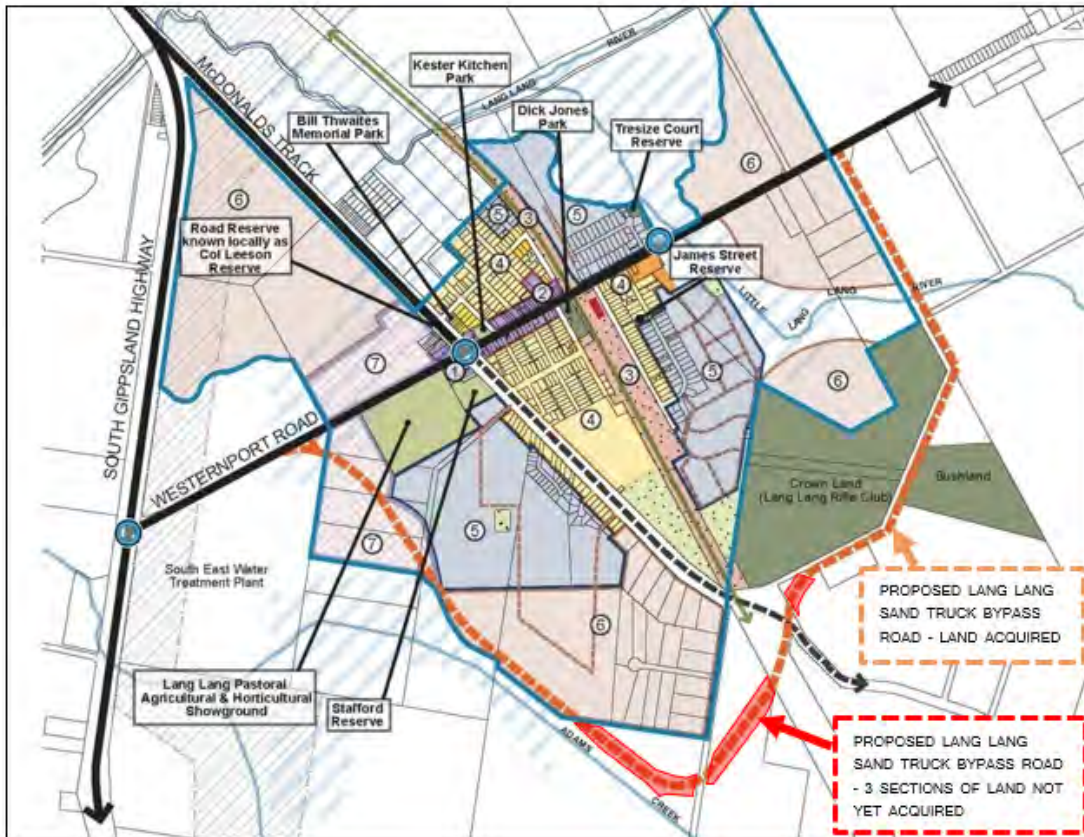 Kester Kitchen
Park
RIVER
LANG LANG
McDONALDS TRACK
Bill Thwaites
Memorial Park
Dick Jones
Park
Tresize Court
Reserve
6
6
Road Reserve
known locally as
Col Leeson
Reserve
5
3
5
4
James Street
Reserve
4
2
LITTLE
LANG
LANG
RIVER
SOUTH GIPPSLAND HIGHWAY
7
1
3
5
6
4
WESTERNPORT ROAD
Crown Land
(Lang Lang Rifle Club)
Bushland
5
7
South East Water
Treatment Plant
6
PROPOSED LANG LANG
SAND TRUCK BYPASS
ROAD - LAND ACQUIRED
Lang Lang Pastoral
Agricultural & Horticultural
Showground
Stafford
Reserve
ADAMS
CREEK
PROPOSED LANG LANG
SAND TRUCK BYPASS ROAD
- 3 SECTIONS OF LAND NOT
YET ACQUIRED